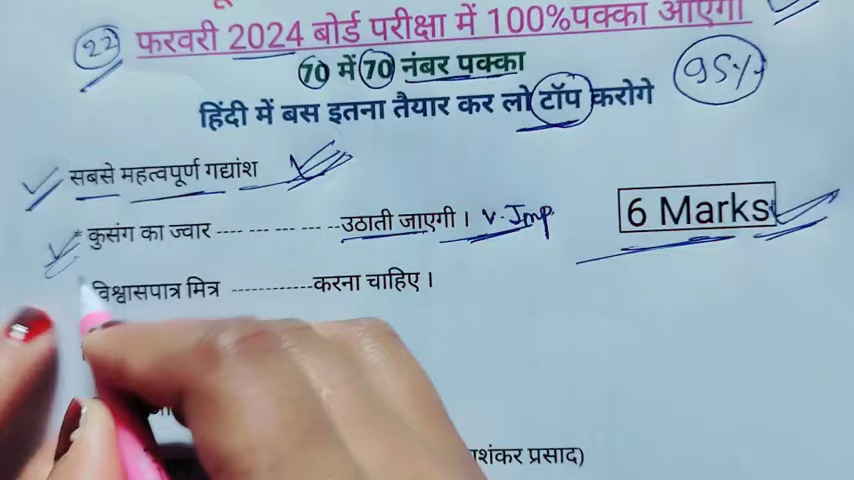 22 फरवरी 2024 बोर्ड परीक्षा में 100%पक्का आएगा
70 में 70 नंबर पक्का
हिंदी में बस इतना तैयार कर लो टॉप करोगे 95%
सबसे महत्वपूर्ण गद्यांश
* कुसंग का ज्वार ---- --- --- --- --उठाती जाएगी । v. Imp 6 Marks
विश्वासपात्र मित्र ------------करना चाहिए ।
शंकर प्रसाद)